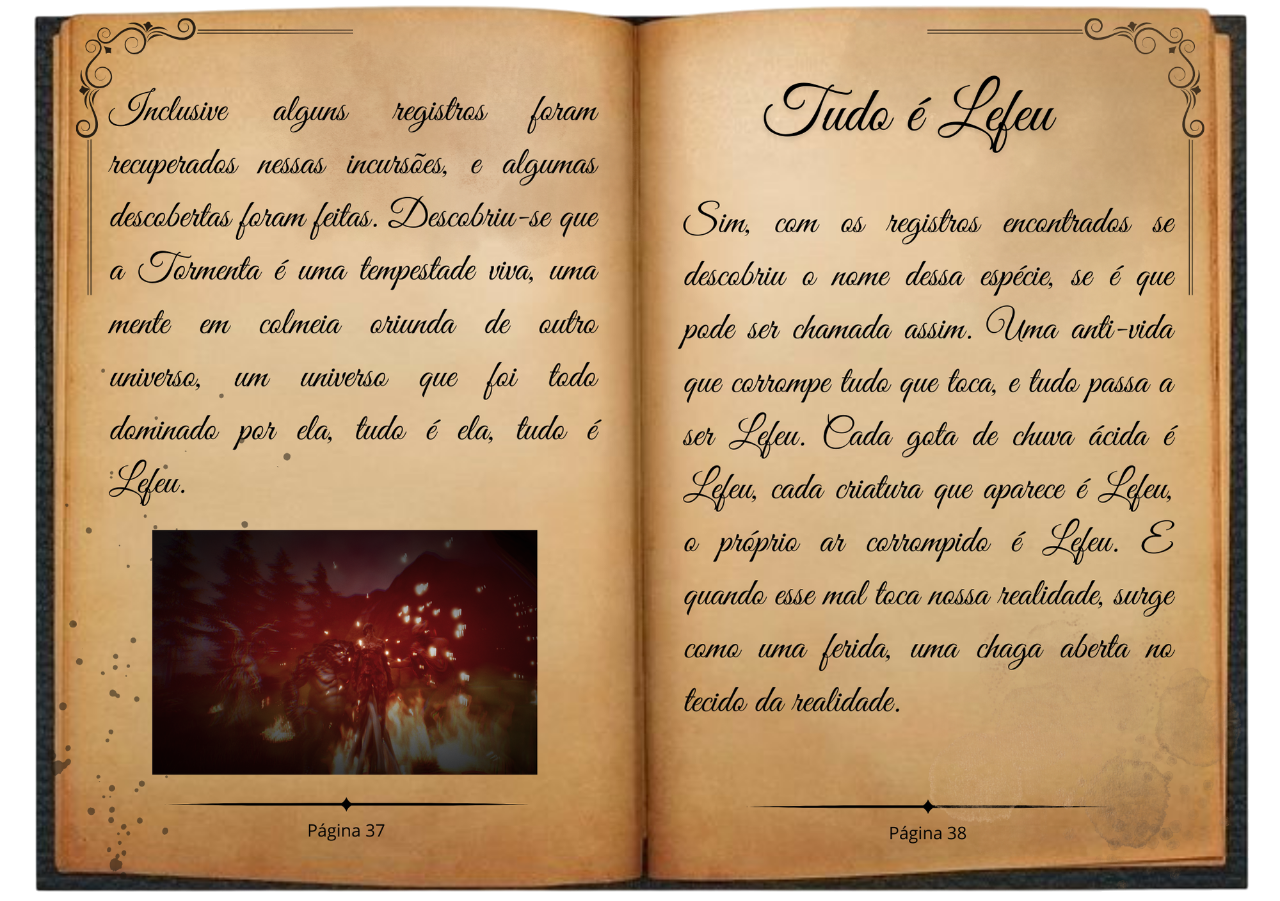 Inclusive alguns registros foram
recuperados nessas incursões, e algumas
descobertas foram feitas. Descobriu-se que
a Tormenta é uma tempestade viva, uma
mente em colmeia oriunda de outro
universo, um universo que foi todo
dominado por ela, tudo é ela, tudo é
Lefeu.
Página 37
Tudo é Lefeu
Sim, com os registros encontrados se
descobriu o nome dessa espécie, se é que
pode ser chamada assim. Uma anti-vida
que corrompe tudo que toca, e tudo passa a
ser Lefeu. Cada gota de chuva ácida é
Lefeu, cada criatura que aparece é Lefeu,
o próprio ar corrompido é Lefeu. E
quando esse mal toca nossa realidade, surge
como uma ferida, uma chaga aberta no
tecido da realidade.
Página 38